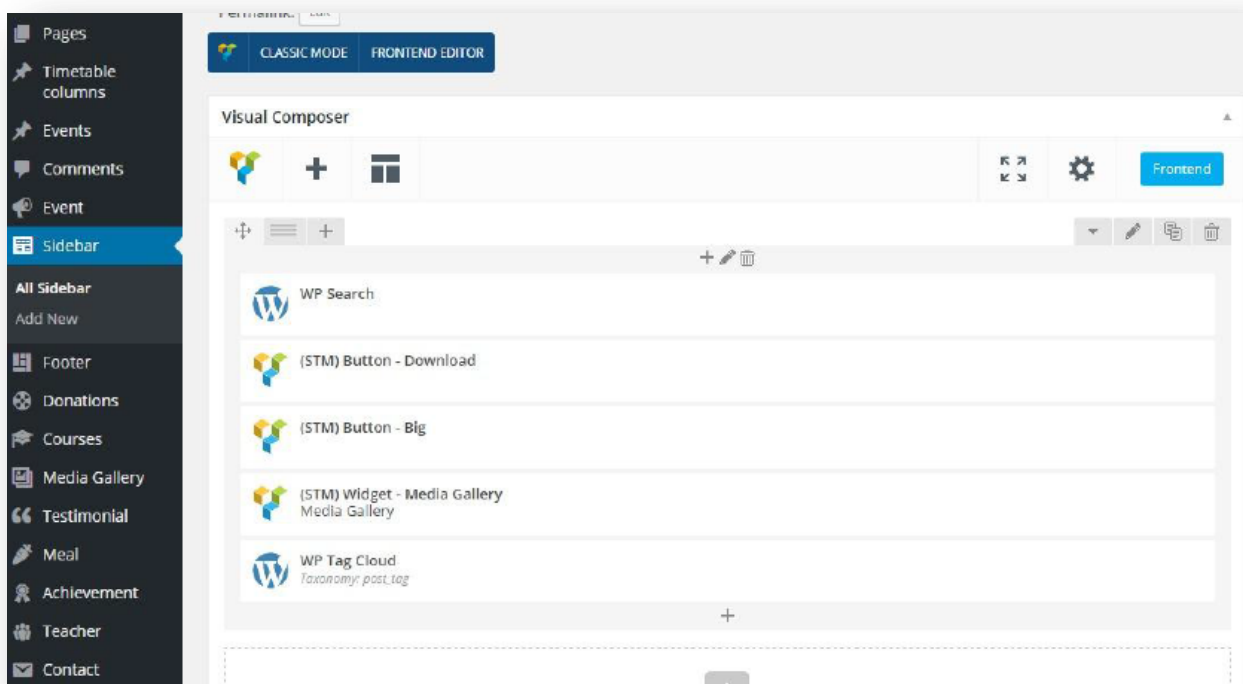 Pages
Timetable
columns
Events
Comments
Event
Sidebar
All Sidebar
Add New
Footer
Donations
Courses
Media Gallery
Testimonial
Meal
Achievement
Teacher
Contact
Permalink: Edit
CLASSIC MODE FRONTEND EDITOR
Visual Composer
Frontend
WP Search
(STM) Button - Download
(STM) Button - Big
(STM) Widget - Media Gallery
Media Gallery
WP Tag Cloud
Taxonomy: post_tag